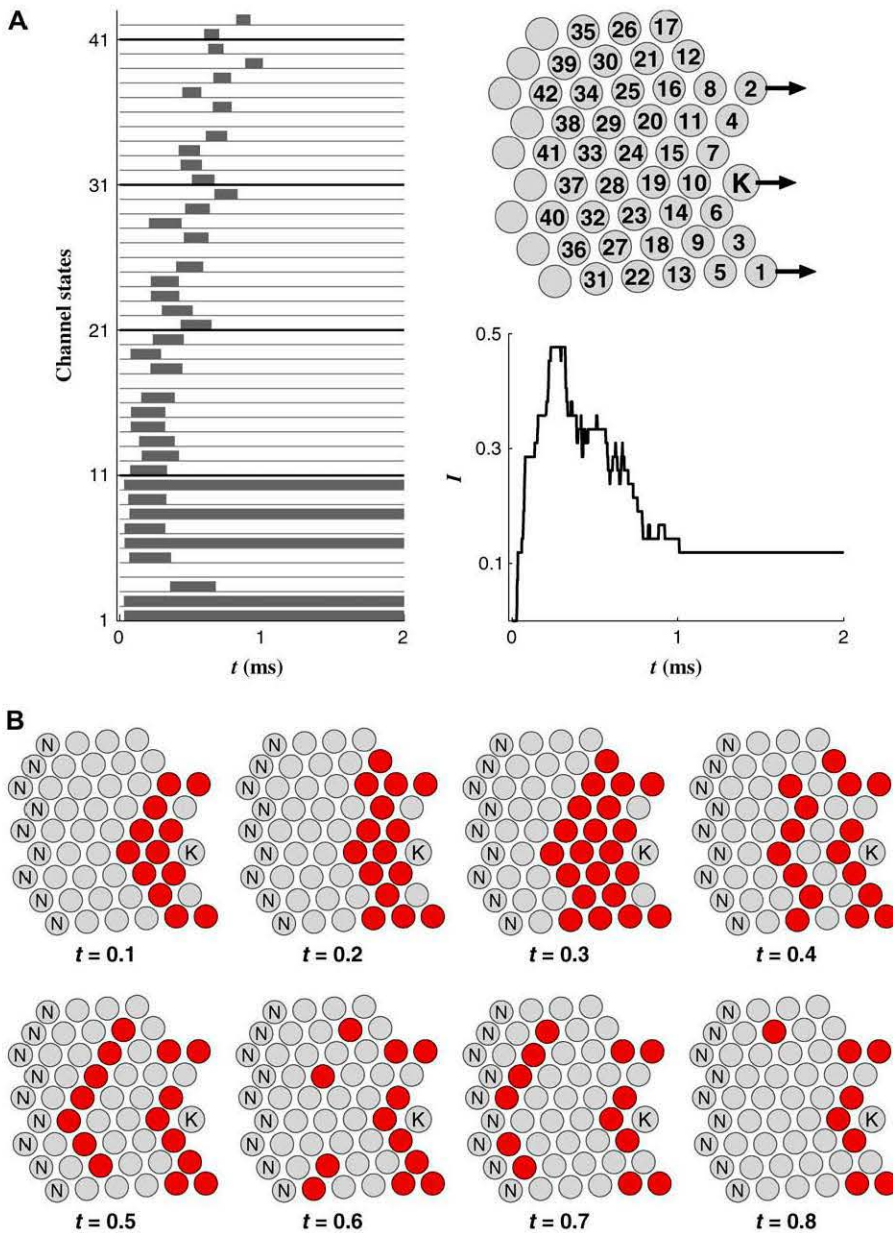 A
41
31
21
11
1
Channel states
0 1 2
t (ms)
35 26 17
39 30 21 12
42 34 25 16 8 2
38 29 20 11 4
41 33 24 15 7
37 28 19 10 K
40 32 23 14 6
36 27 18 9 3
31 22 13 5 1
0.5
0.3
0.1
I
0 1 2
t (ms)
B
N
N
N
N
N
K
N
N
N
t = 0.1
N
N
N
N
N
K
N
N
N
t = 0.2
N
N
N
N
N
K
N
N
N
t = 0.3
N
N
N
N
N
K
N
N
N
t = 0.4
N
N
N
N
N
K
N
N
N
t = 0.5
N
N
N
N
N
K
N
N
N
t = 0.6
N
N
N
N
N
K
N
N
N
t = 0.7
N
N
N
N
N
K
N
N
N
t = 0.8